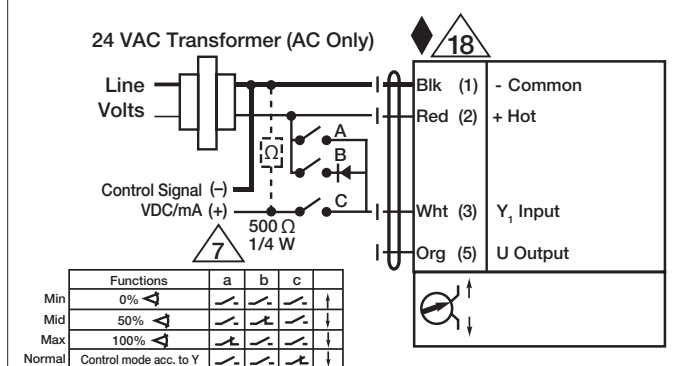 24 VAC Transformer (AC Only)
18
Line
Volts
Blk (1) - Common
Red (2) + Hot
A
B
C
Ω
Control Signal (–)
VDC/mA (+)
500 Ω
1/4 W
7
Wht (3) Y1 Input
Org (5) U Output
Functions a b c
Min 0%
Mid 50%
Max 100%
Normal Control mode acc. to Y